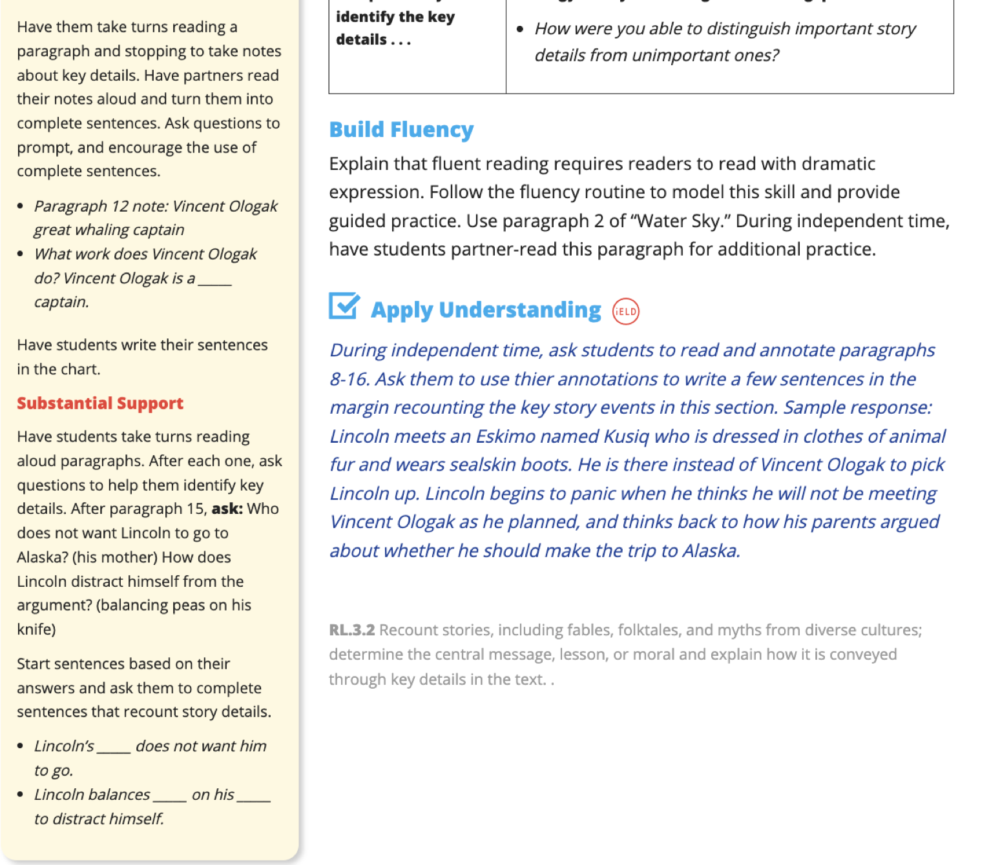 Have them take turns reading a
paragraph and stopping to take notes
about key details. Have partners read
their notes aloud and turn them into
complete sentences. Ask questions to
prompt, and encourage the use of
complete sentences.
• Paragraph 12 note: Vincent Ologak
great whaling captain
• What work does Vincent Ologak
do? Vincent Ologak is a _____
captain.
Have students write their sentences
in the chart.
Substantial Support
Have students take turns reading
aloud paragraphs. After each one, ask
questions to help them identify key
details. After paragraph 15, ask: Who
does not want Lincoln to go to
Alaska? (his mother) How does
Lincoln distract himself from the
argument? (balancing peas on his
knife)
Start sentences based on their
answers and ask them to complete
sentences that recount story details.
• Lincoln's _____ does not want him
to go.
• Lincoln balances _____ on his _____
to distract himself.
identify the key
details . . .
• How were you able to distinguish important story
details from unimportant ones?
Build Fluency
Explain that fluent reading requires readers to read with dramatic
expression. Follow the fluency routine to model this skill and provide
guided practice. Use paragraph 2 of “Water Sky.” During independent time,
have students partner-read this paragraph for additional practice.
Apply Understanding iELD
During independent time, ask students to read and annotate paragraphs
8-16. Ask them to use thier annotations to write a few sentences in the
margin recounting the key story events in this section. Sample response:
Lincoln meets an Eskimo named Kusiq who is dressed in clothes of animal
fur and wears sealskin boots. He is there instead of Vincent Ologak to pick
Lincoln up. Lincoln begins to panic when he thinks he will not be meeting
Vincent Ologak as he planned, and thinks back to how his parents argued
about whether he should make the trip to Alaska.
RL.3.2 Recount stories, including fables, folktales, and myths from diverse cultures;
determine the central message, lesson, or moral and explain how it is conveyed
through key details in the text. .